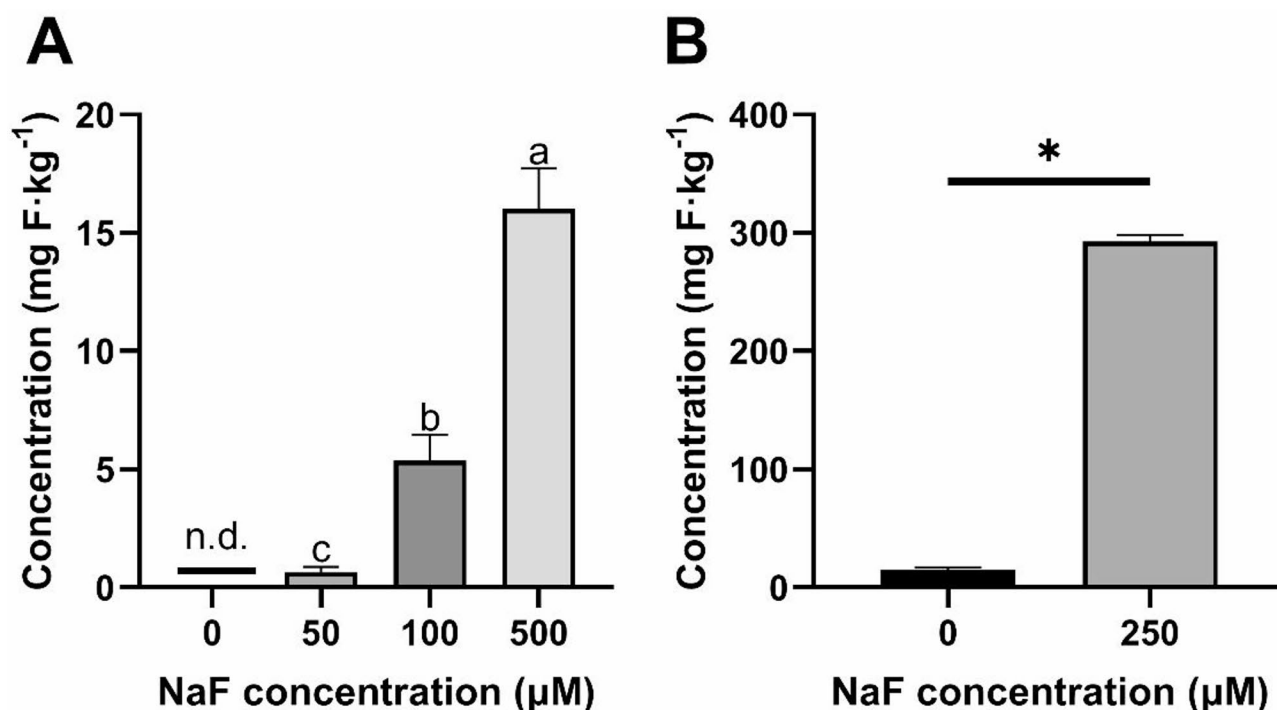 A
Concentration (mg F·kg-1)
20
15
10
5
0
n.d.
c
b
a
0 50 100 500
NaF concentration (µM)
B
Concentration (mg F·kg-1)
400
300
200
100
0
*
0 250
NaF concentration (µM)